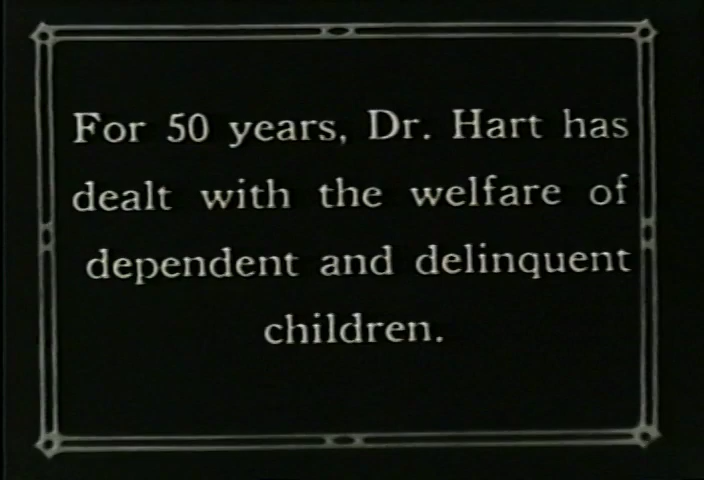 For 50 years, Dr. Hart has
dealt with the welfare of
dependent and delinquent
children.